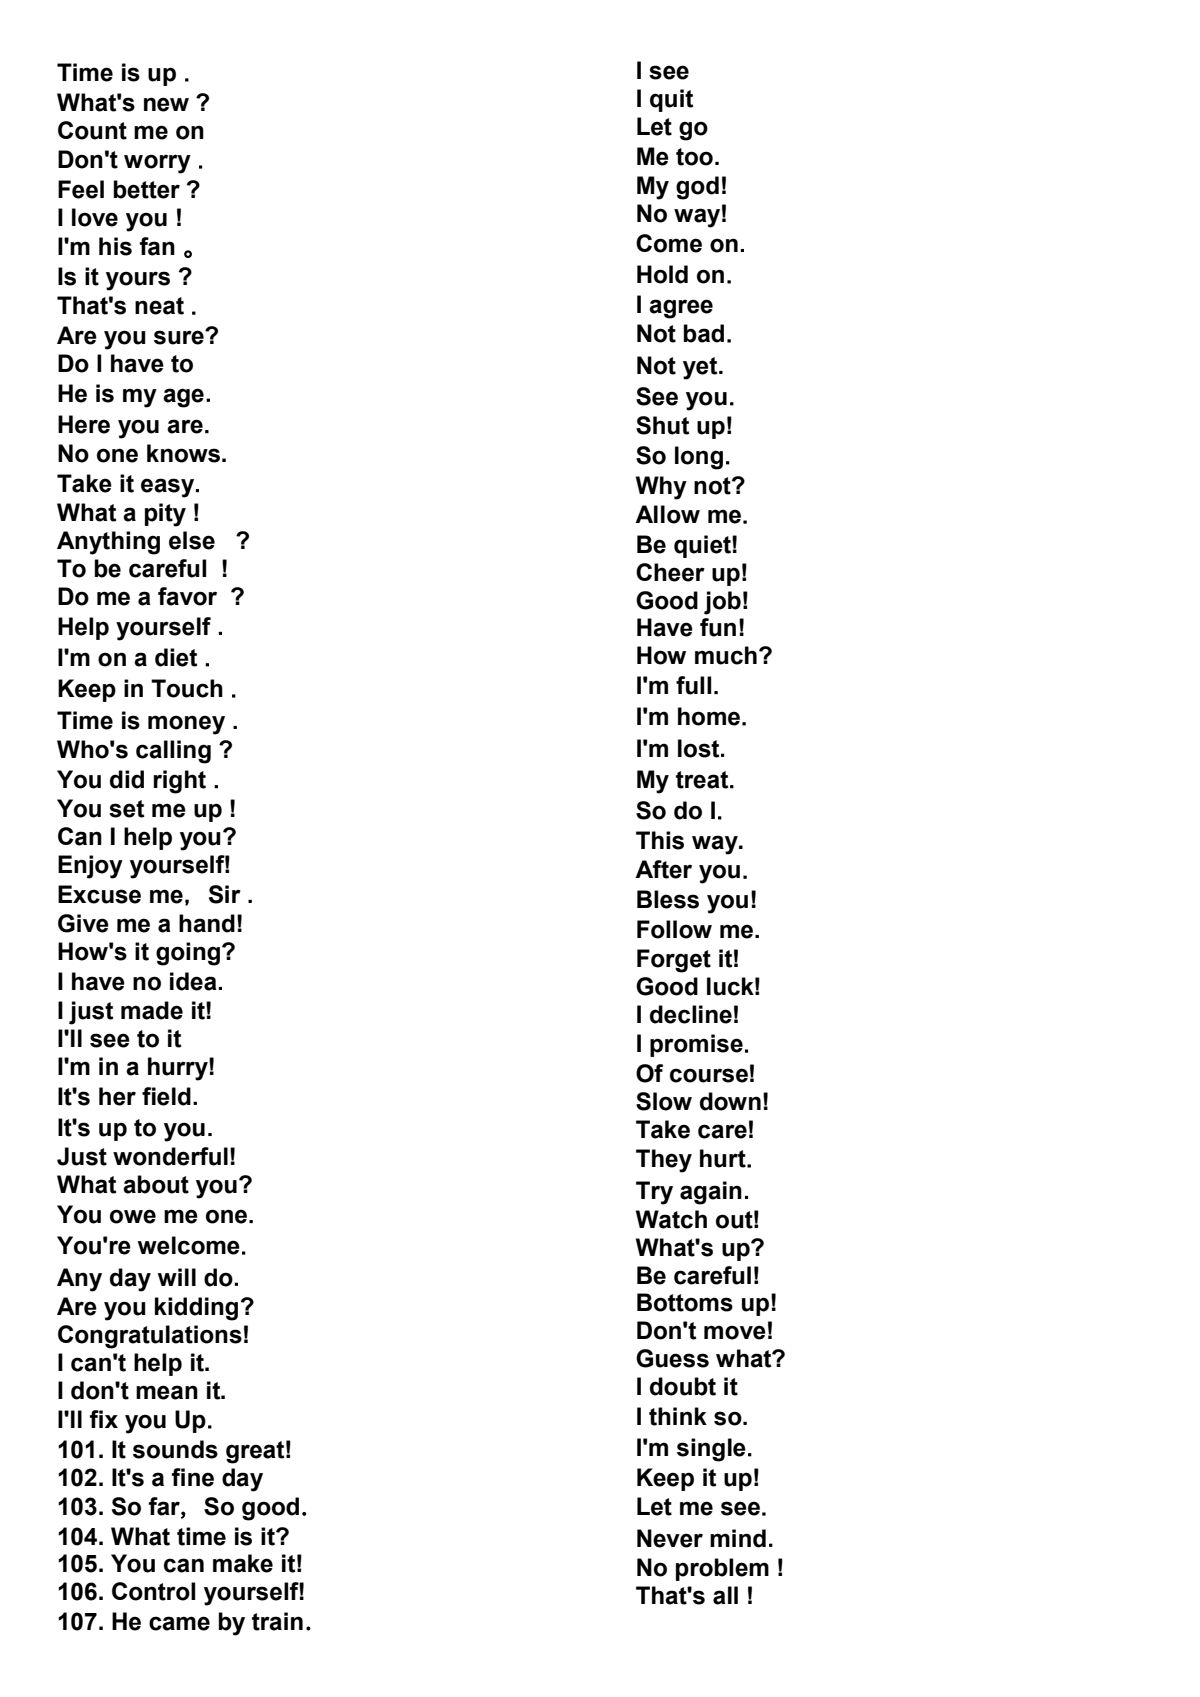 Time is up .
What's new ?
Count me on
Don't worry .
Feel better ?
I love you !
I'm his fan 。
Is it yours ?
That's neat .
Are you sure?
Do I have to
He is my age.
Here you are.
No one knows.
Take it easy.
What a pity !
Anything else ?
To be careful !
Do me a favor ?
Help yourself .
I'm on a diet .
Keep in Touch .
Time is money .
Who's calling ?
You did right .
You set me up !
Can I help you?
Enjoy yourself!
Excuse me, Sir .
Give me a hand!
How's it going?
I have no idea.
I just made it!
I'll see to it
I'm in a hurry!
It's her field.
It's up to you.
Just wonderful!
What about you?
You owe me one.
You're welcome.
Any day will do.
Are you kidding?
Congratulations!
I can't help it.
I don't mean it.
I'll fix you Up.
101. It sounds great!
102. It's a fine day
103. So far, So good.
104. What time is it?
105. You can make it!
106. Control yourself!
107. He came by train.
I see
I quit
Let go
Me too.
My god!
No way!
Come on.
Hold on.
I agree
Not bad.
Not yet.
See you.
Shut up!
So long.
Why not?
Allow me.
Be quiet!
Cheer up!
Good job!
Have fun!
How much?
I'm full.
I'm home.
I'm lost.
My treat.
So do I.
This way.
After you.
Bless you!
Follow me.
Forget it!
Good luck!
I decline!
I promise.
Of course!
Slow down!
Take care!
They hurt.
Try again.
Watch out!
What's up?
Be careful!
Bottoms up!
Don't move!
Guess what?
I doubt it
I think so.
I'm single.
Keep it up!
Let me see.
Never mind.
No problem !
That's all !